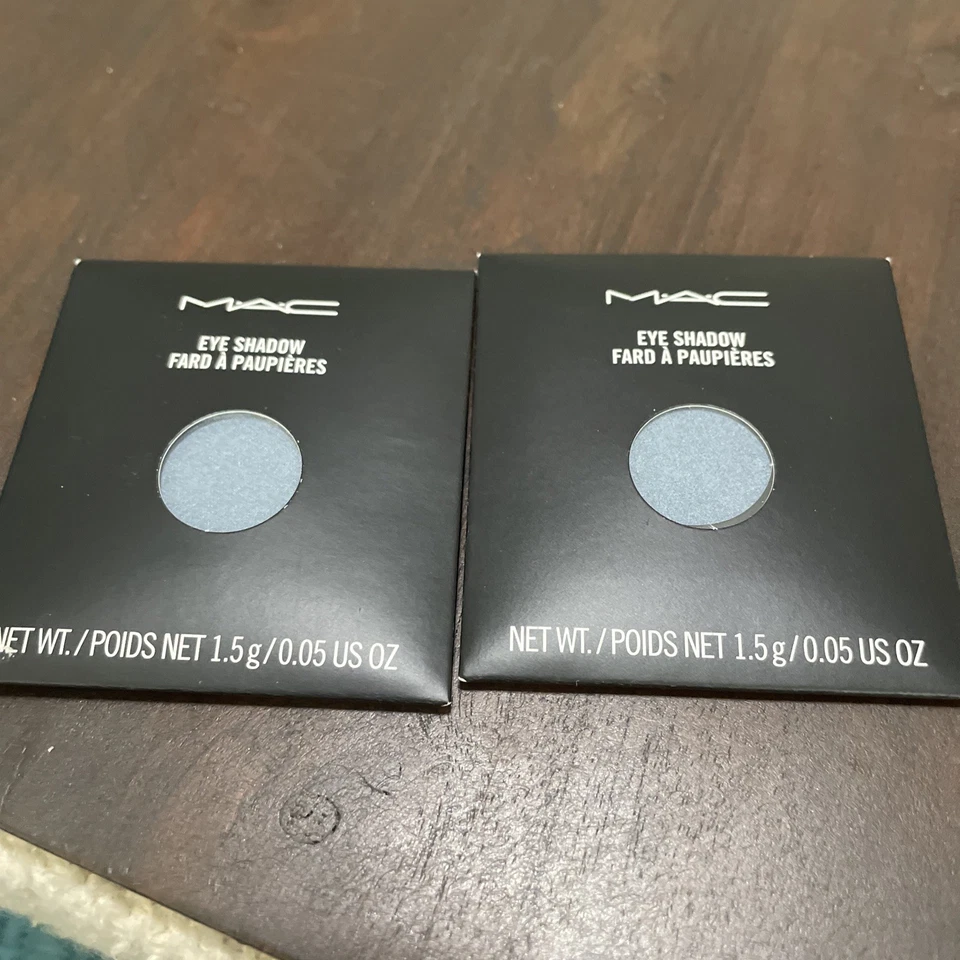 M·A·C
EYE SHADOW
FARD À PAUPIÈRES
NET WT. / POIDS NET 1.5 g / 0.05 US OZ
M·A·C
EYE SHADOW
FARD À PAUPIÈRES
NET WT. / POIDS NET 1.5 g / 0.05 US OZ